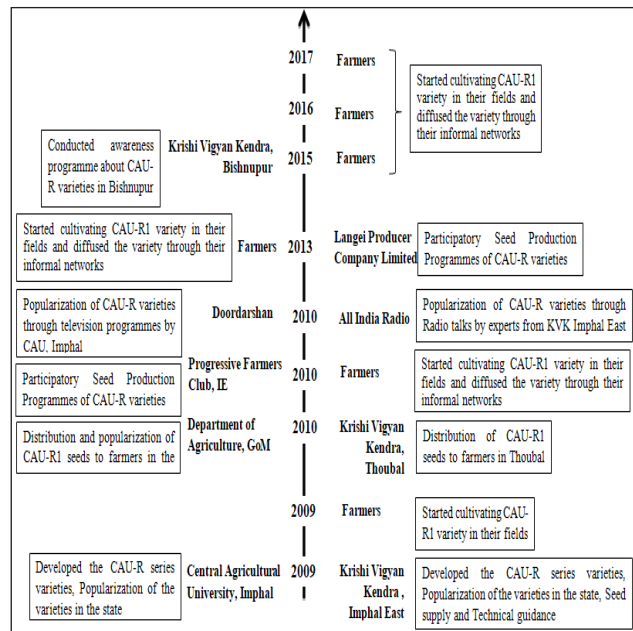 2017
Farmers
Started cultivating CAU-R1
variety in their fields and
diffused the variety through
their informal networks
2016
Farmers
Conducted awareness
programme about CAU-
R varieties in Bishnupur
Krishi Vigyan Kendra,
Bishnupur
2015
Farmers
Started cultivating CAU-R1 variety in their
fields and diffused the variety through their
informal networks
Farmers
2013
Langei Producer
Company Limited
Participatory Seed Production
Programmes of CAU-R varieties
Popularization of CAU-R varieties
through television programmes by
CAU, Imphal
Doordarshan
2010
All India Radio
Popularization of CAU-R varieties through
Radio talks by experts from KVK Imphal East
Participatory Seed Production
Programmes of CAU-R varieties
Progressive Farmers
Club, IE
2010
Farmers
Started cultivating CAU-R1 variety in their
fields and diffused the variety through their
informal networks
Distribution and popularization of
CAU-R1 seeds to farmers in the
Department of
Agriculture, GoM
2010
Krishi Vigyan
Kendra,
Thoubal
Distribution of CAU-R1
seeds to farmers in Thoubal
2009
Farmers
Started cultivating CAU-
R1 variety in their fields
Developed the CAU-R series
varieties, Popularization of the
varieties in the state
Central Agricultural
University, Imphal
2009
Krishi Vigyan
Kendra ,
Imphal East
Developed the CAU-R series varieties,
Popularization of the varieties in the state, Seed
supply and Technical guidance